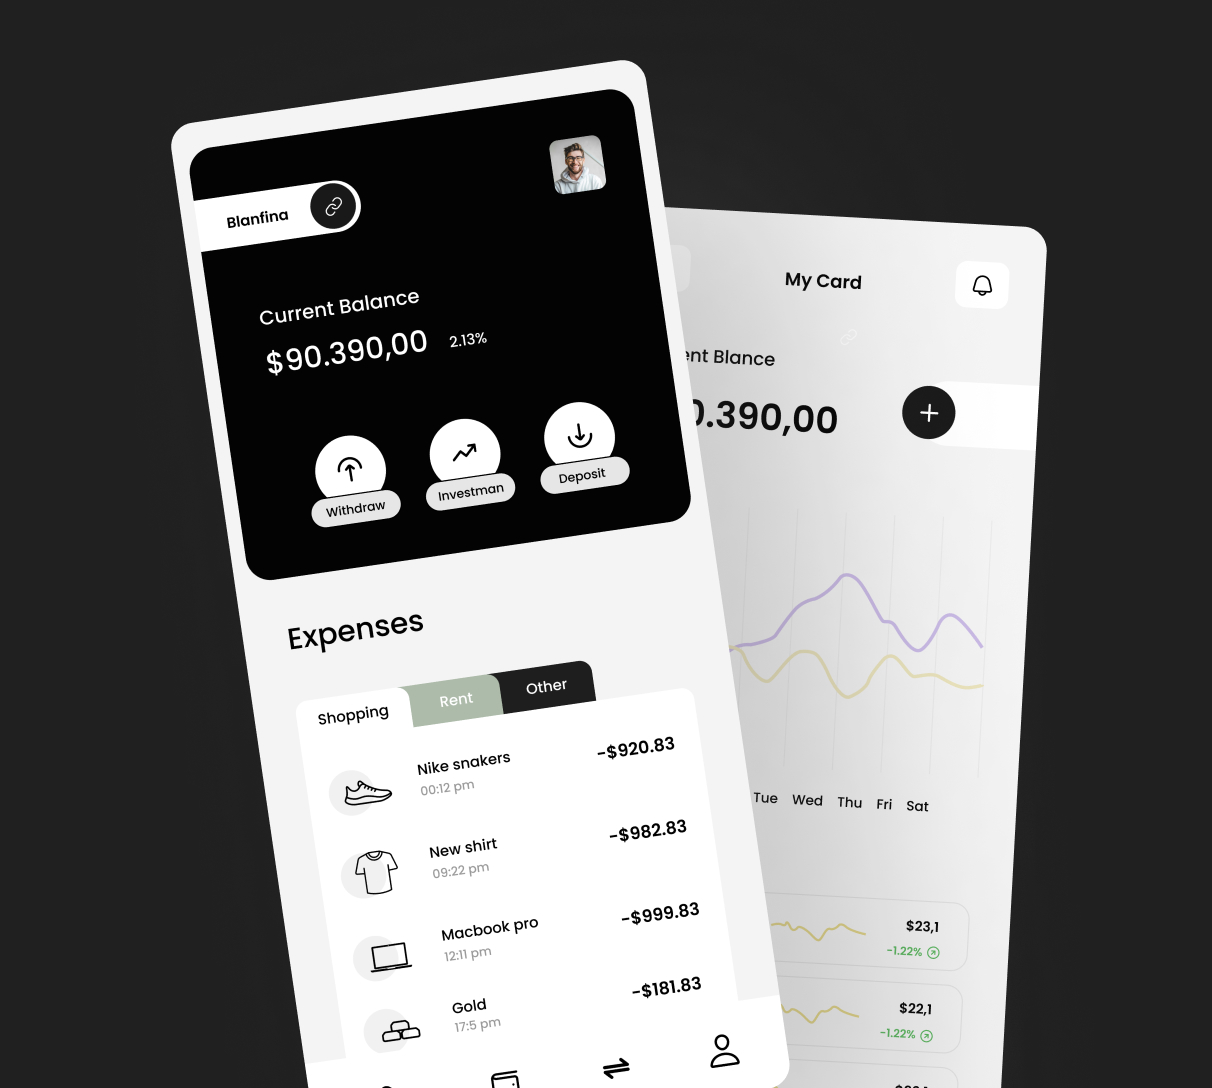 Blanfina
Current Balance
$90.390,00 2.13%
Withdraw
Investman
Deposit
Expenses
Shopping
Rent
Other
Nike snakers
00:12 pm
-$920.83
New shirt
09:22 pm
-$982.83
Macbook pro
12:11 pm
-$999.83
Gold
17:5 pm
-$181.83
My Card
ent Blance
0.390,00
Tue Wed Thu Fri Sat
$23,1
-1.22%
$22,1
-1.22%